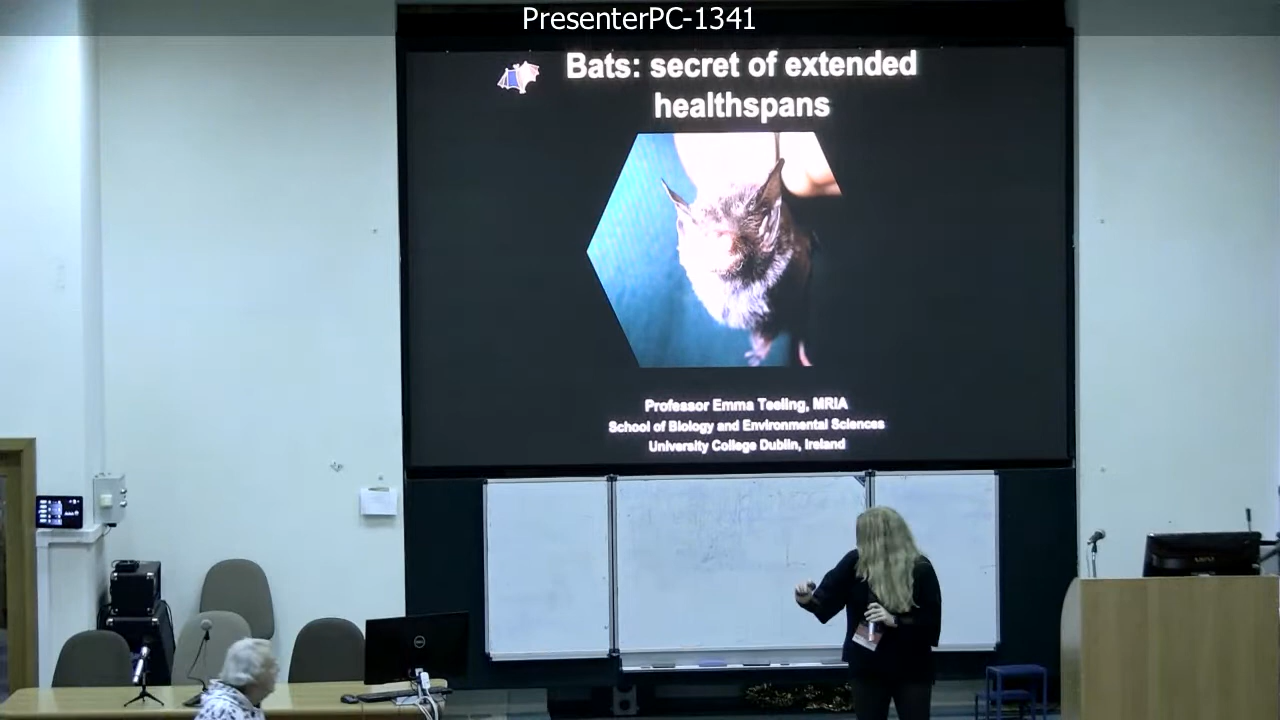 PresenterPC-1341
Bats: secret of extended
healthspans
Professor Emma Teeling, MRIA
School of Biology and Environmental Sciences
University College Dublin, Ireland
DELL